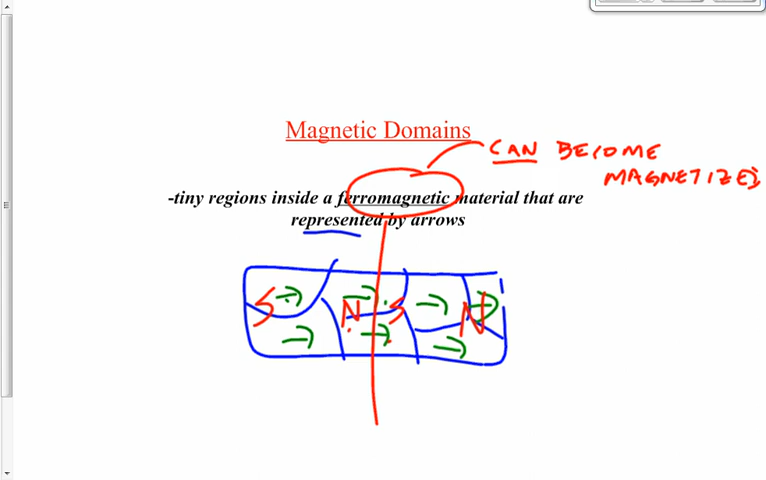 Magnetic Domains
CAN BECOME
MAGNETIZED
-tiny regions inside a ferromagnetic material that are
represented by arrows
S N S N